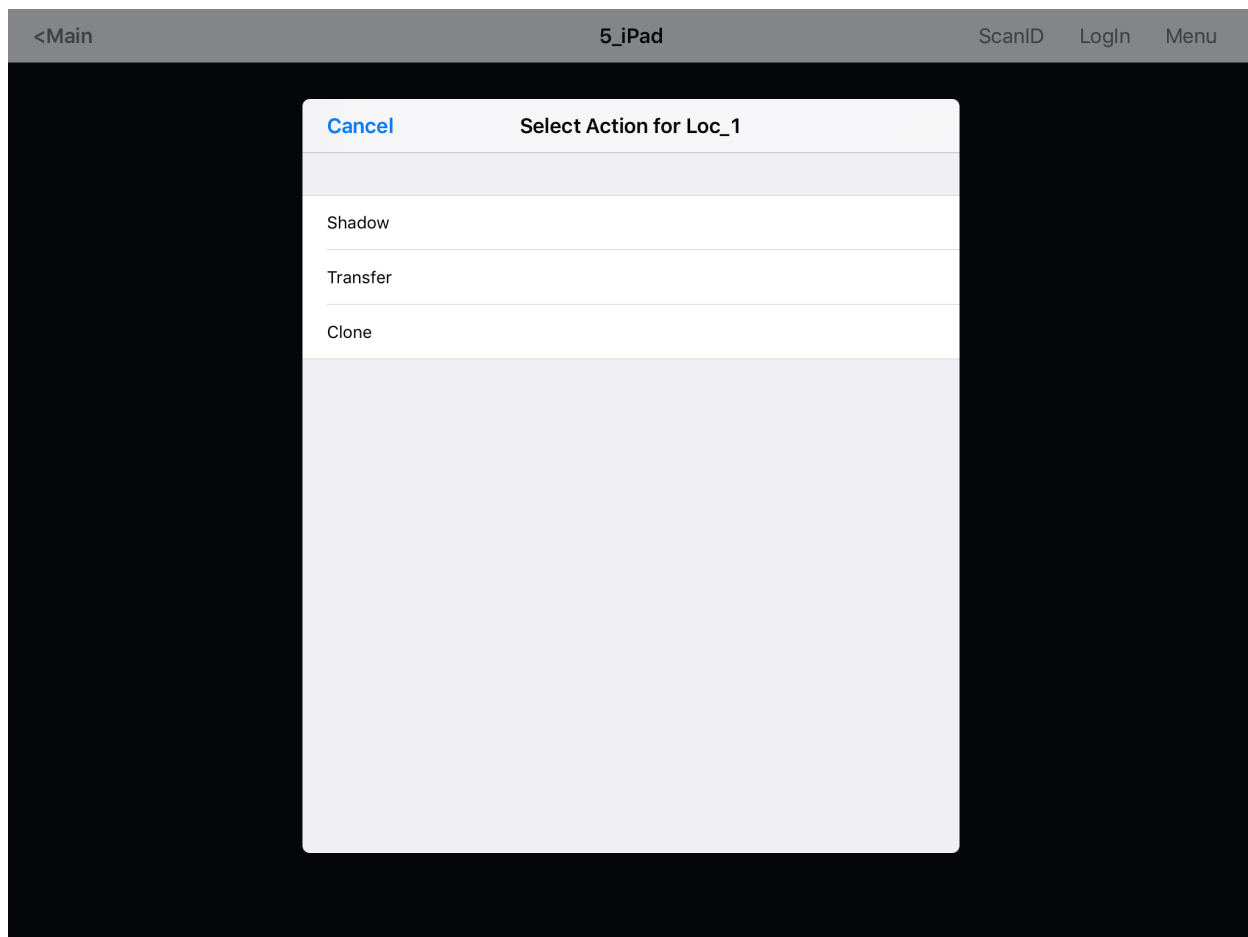 <Main 5_iPad ScanID LogIn Menu
Cancel Select Action for Loc_1
Shadow
Transfer
Clone